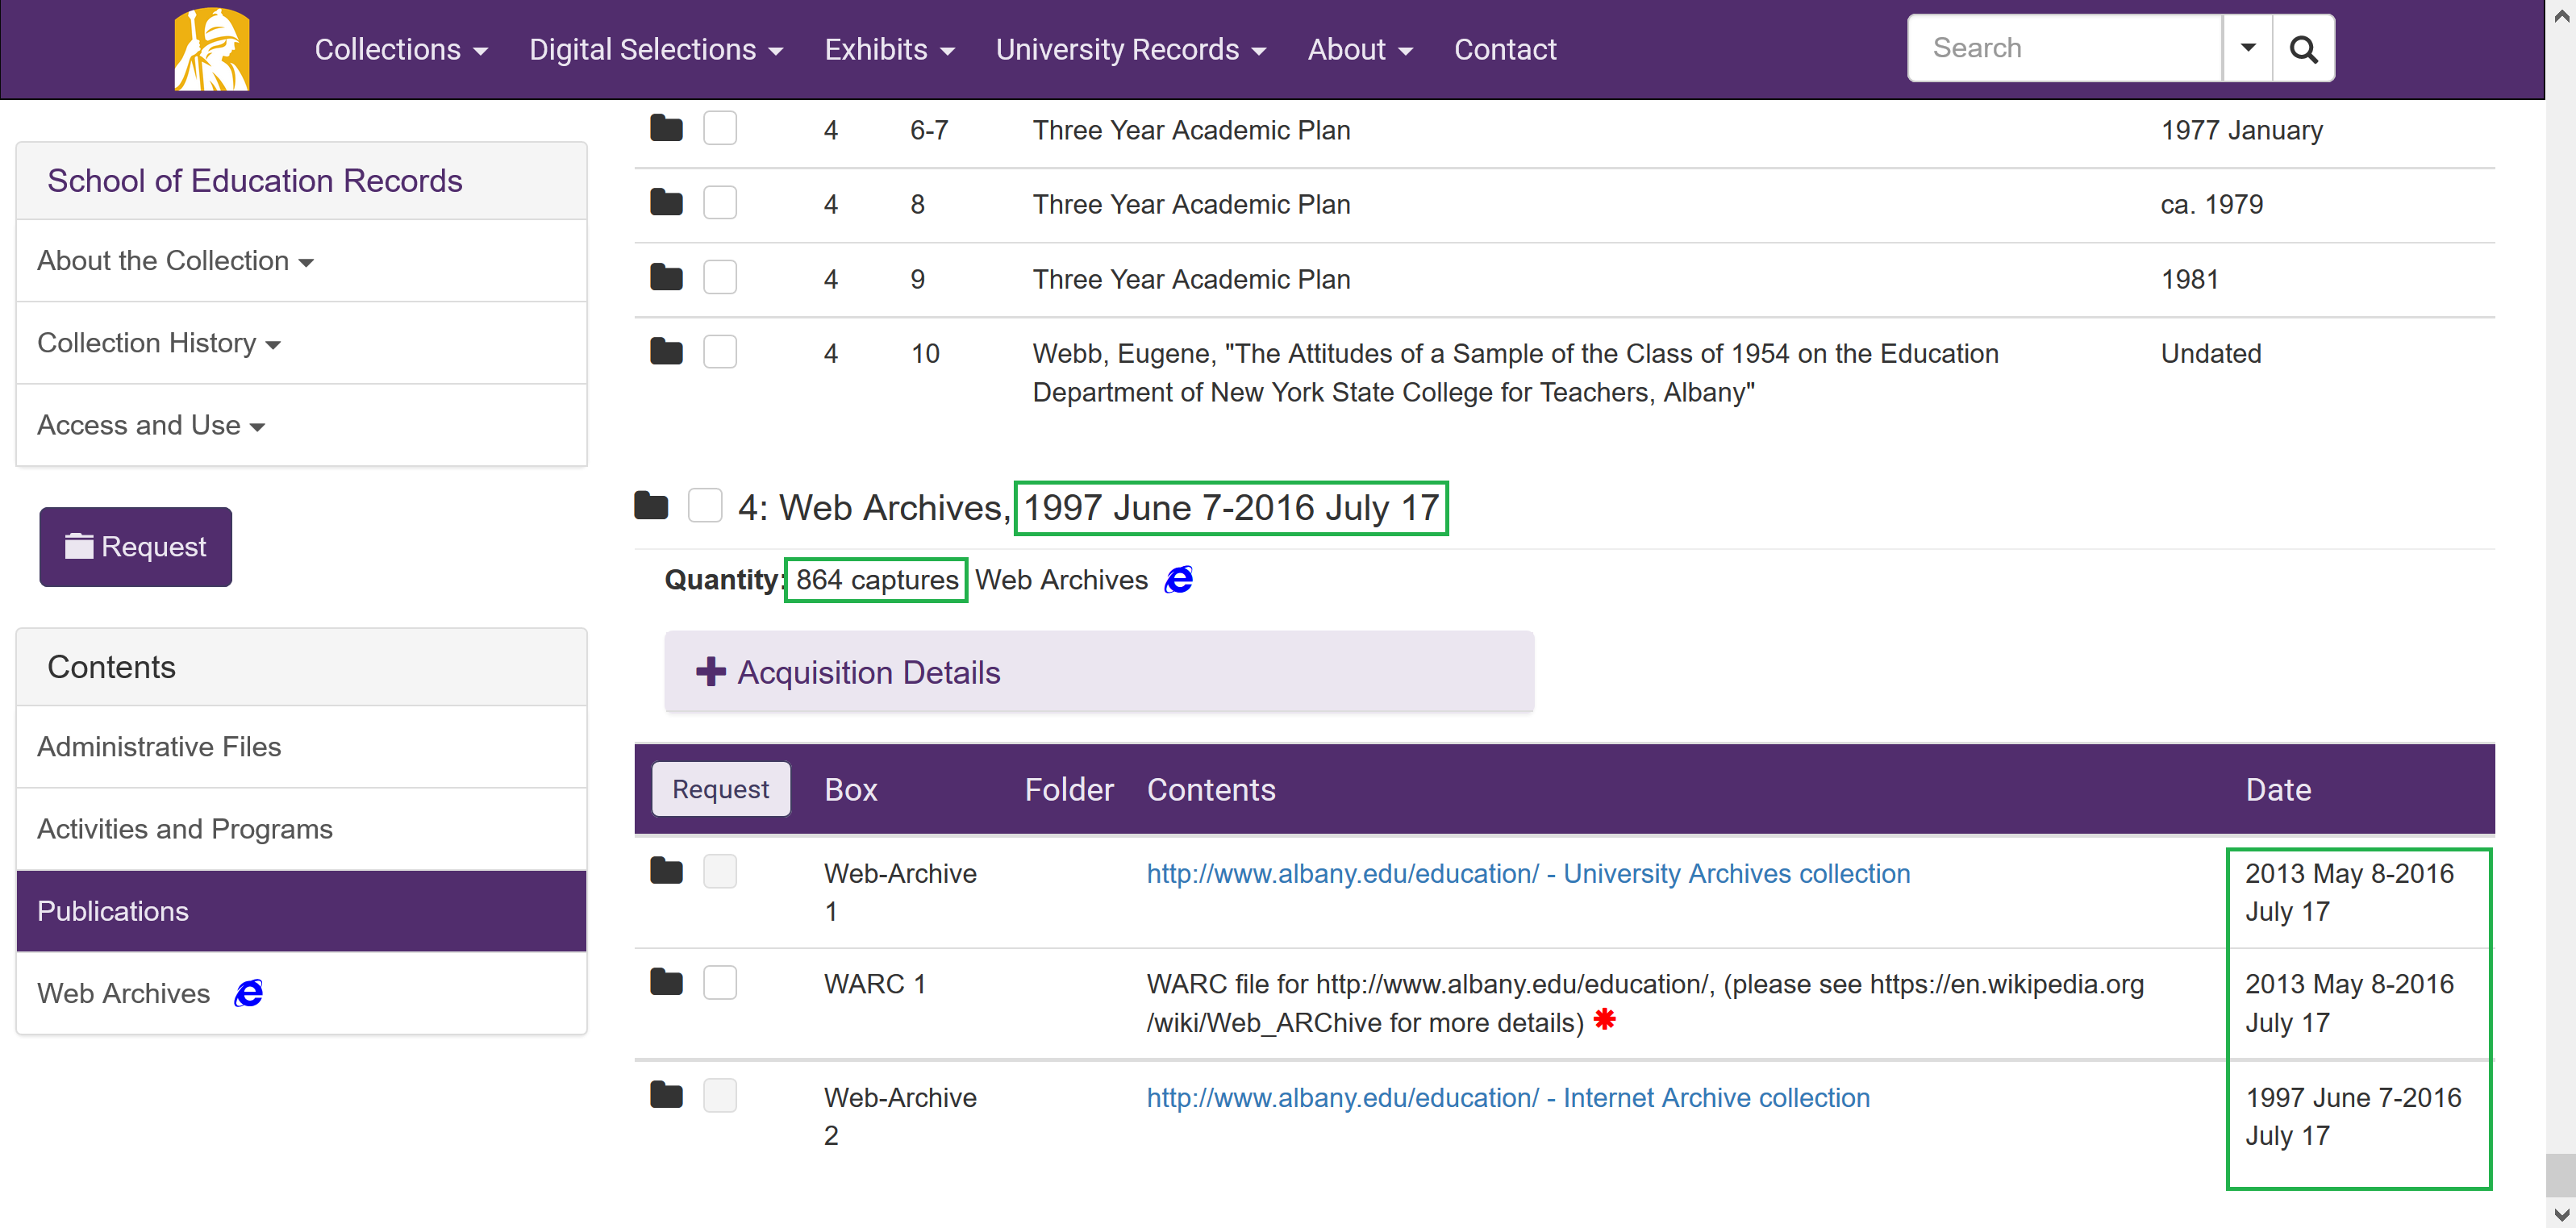 Collections Digital Selections Exhibits University Records About Contact Search
School of Education Records
About the Collection
Collection History
Access and Use
Request
Contents
Administrative Files
Activities and Programs
Publications
Web Archives
4 6-7 Three Year Academic Plan 1977 January
4 8 Three Year Academic Plan ca. 1979
4 9 Three Year Academic Plan 1981
4 10 Webb, Eugene, "The Attitudes of a Sample of the Class of 1954 on the Education Undated
Department of New York State College for Teachers, Albany"
4: Web Archives, 1997 June 7-2016 July 17
Quantity: 864 captures Web Archives
Acquisition Details
Request Box Folder Contents Date
Web-Archive http://www.albany.edu/education/ - University Archives collection 2013 May 8-2016
1 July 17
WARC 1 WARC file for http://www.albany.edu/education/, (please see https://en.wikipedia.org 2013 May 8-2016
/wiki/Web_ARChive for more details) July 17
Web-Archive http://www.albany.edu/education/ - Internet Archive collection 1997 June 7-2016
2 July 17